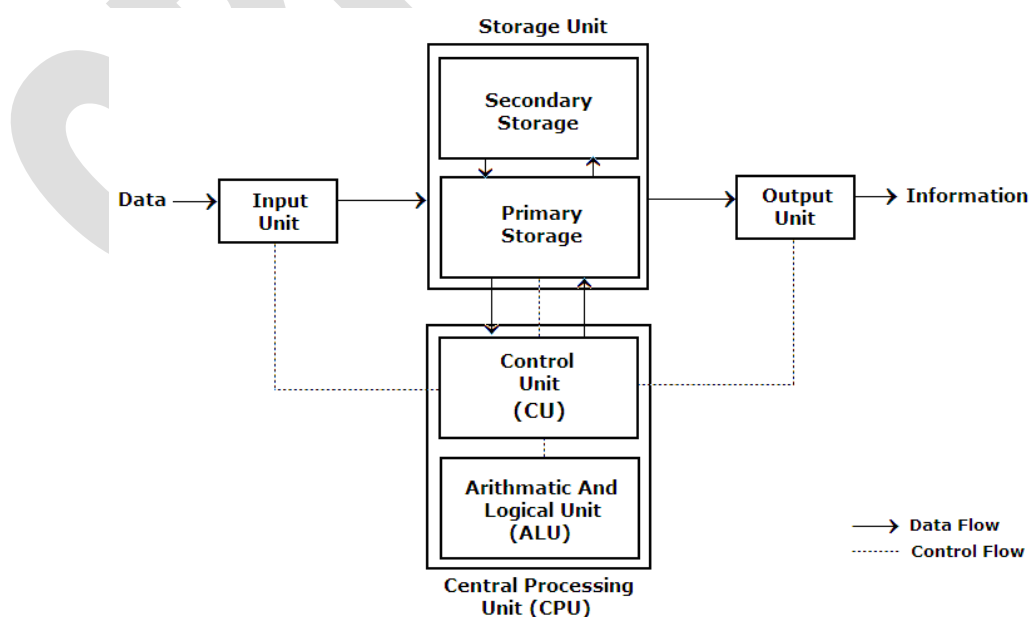 Storage Unit
Secondary
Storage
Data
Input
Unit
Primary
Storage
Output
Unit
Information
Control
Unit
(CU)
Arithmatic And
Logical Unit
(ALU)
Data Flow
Control Flow
Central Processing
Unit (CPU)